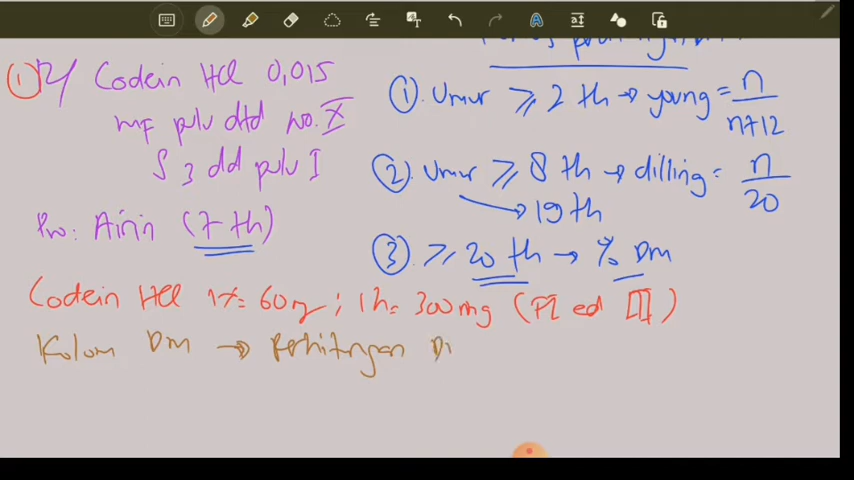 ① R/ Codein HCl 0,015
mf pulv dtd No. X
S 3 dd pulv I
Pro: Airin (7 th)
①. Umur ≥ 2 th → young = n / n+12
②. Umur ≥ 8 th → dilling = n / 20
→ 19 th
③. ≥ 20 th → % DM
Codein HCl 1x = 60 mg ; 1h = 300 mg (FI ed III)
Kolom DM → Perhitungan